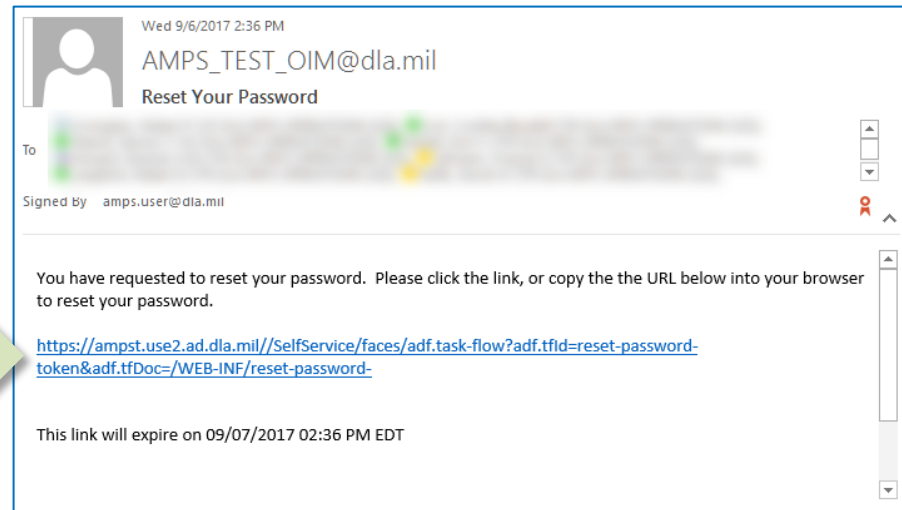 Wed 9/6/2017 2:36 PM
AMPS_TEST_OIM@dla.mil
Reset Your Password
To
Signed By amps.user@dla.mil
You have requested to reset your password. Please click the link, or copy the the URL below into your browser
to reset your password.
https://ampst.use2.ad.dla.mil//SelfService/faces/adf.task-flow?adf.tfId=reset-password-
token&adf.tfDoc=/WEB-INF/reset-password-
This link will expire on 09/07/2017 02:36 PM EDT